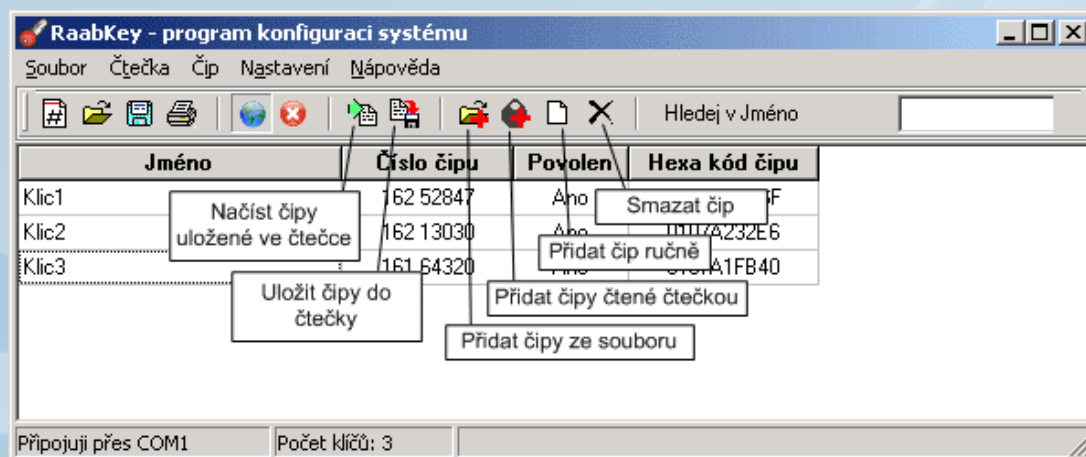 RaabKey - program konfiguraci systému
Soubor Čtečka Čip Nastavení Nápověda
Hledej v Jméno
Jméno Číslo čipu Povolen Hexa kód čipu
Klic1 162 52847 Ano
Klic2 162 13030 0107A232E6
Klic3 161 64320
Načíst čipy
uložené ve čtečce
Uložit čipy do
čtečky
Smazat čip
Přidat čip ručně
Přidat čipy čtené čtečkou
Přidat čipy ze souboru
Připojuji přes COM1 Počet klíčů: 3